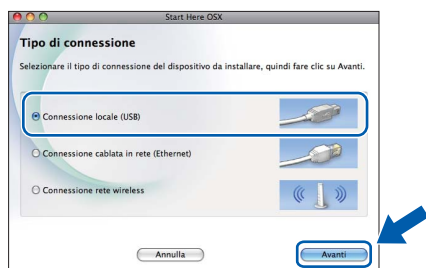 Start Here OSX
Tipo di connessione
Selezionare il tipo di connessione del dispositivo da installare, quindi fare clic su Avanti.
Connessione locale (USB)
Connessione cablata in rete (Ethernet)
Connessione rete wireless
Annulla
Avanti